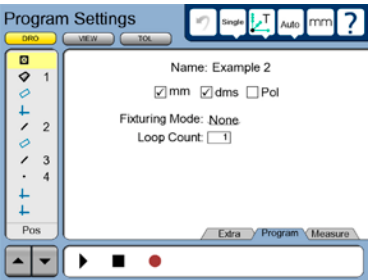 Program Settings
Single
T
Auto
mm
?
DRO
VIEW
TOL
1
2
3
4
Pos
Name: Example 2
mm
dms
Pol
Fixturing Mode: None
Loop Count: 1
Extra
Program
Measure